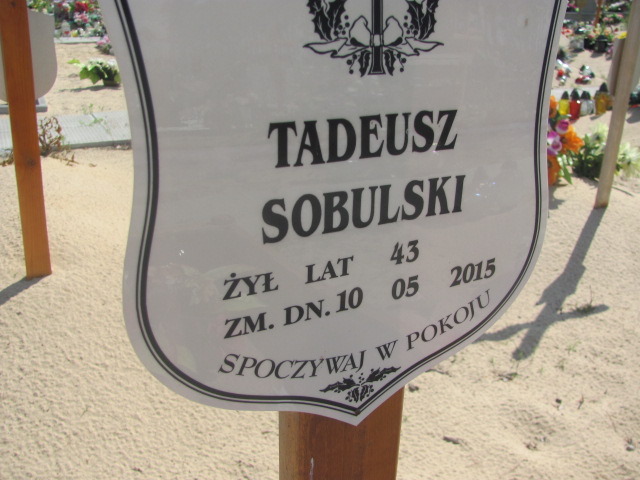 TADEUSZ
SOBULSKI
ŻYŁ LAT 43
ZM. DN. 10 05 2015
SPOCZYWAJ W POKOJU